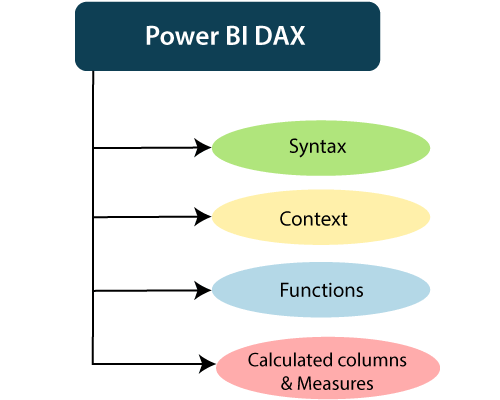 Power BI DAX
Syntax
Context
Functions
Calculated columns
& Measures